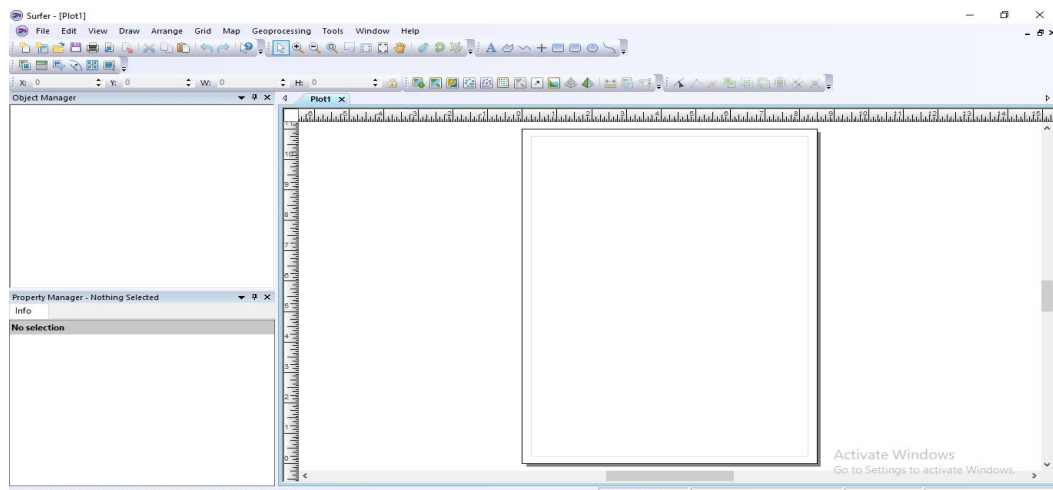 Surfer - [Plot1]
File Edit View Draw Arrange Grid Map Geoprocessing Tools Window Help
X: 0 Y: 0 W: 0 H: 0
Object Manager
Plot1
Property Manager - Nothing Selected
Info
No selection
Activate Windows
Go to Settings to activate Windows.